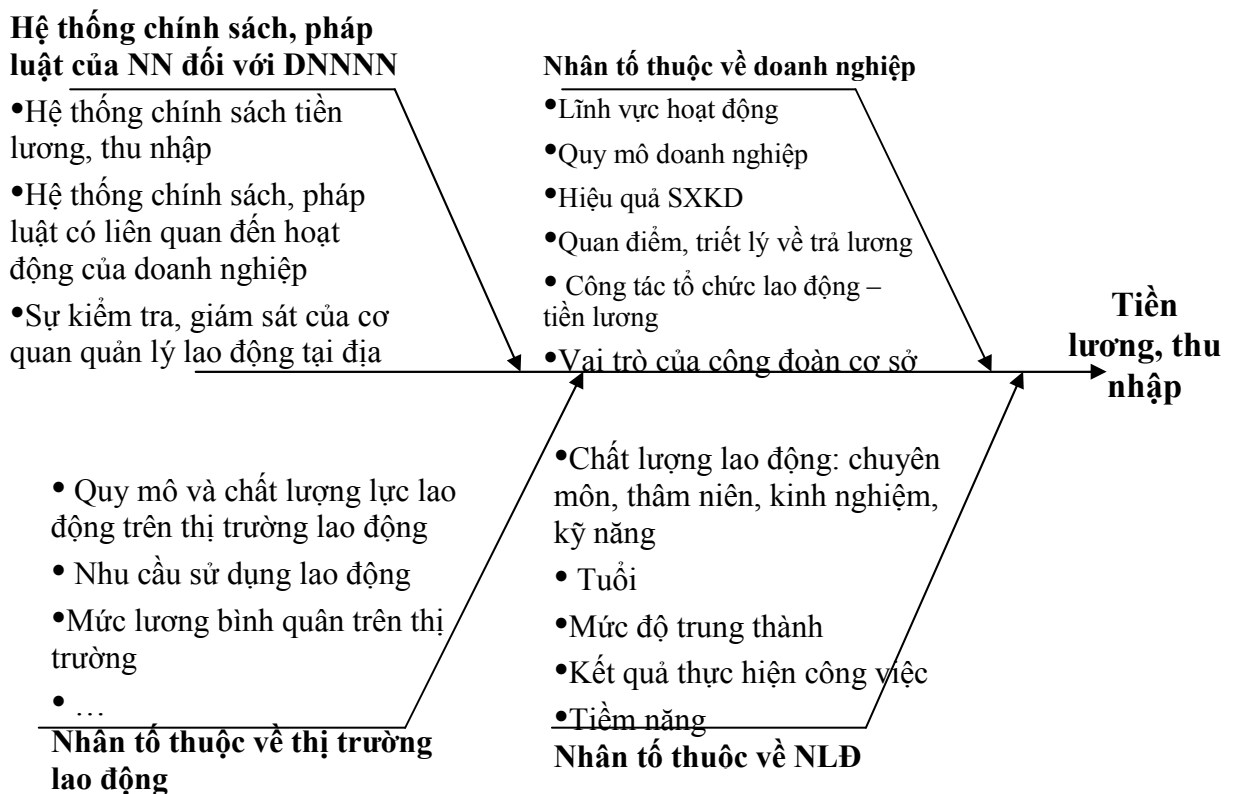 Hệ thống chính sách, pháp
luật của NN đối với DNNNN
•Hệ thống chính sách tiền
lương, thu nhập
•Hệ thống chính sách, pháp
luật có liên quan đến hoạt
động của doanh nghiệp
•Sự kiểm tra, giám sát của cơ
quan quản lý lao động tại địa
Nhân tố thuộc về doanh nghiệp
•Lĩnh vực hoạt động
•Quy mô doanh nghiệp
•Hiệu quả SXKD
•Quan điểm, triết lý về trả lương
• Công tác tổ chức lao động –
tiền lương
•Vai trò của công đoàn cơ sở
Tiền
lương, thu
nhập
• Quy mô và chất lượng lực lao
động trên thị trường lao động
• Nhu cầu sử dụng lao động
•Mức lương bình quân trên thị
trường
• …
Nhân tố thuộc về thị trường
lao động
•Chất lượng lao động: chuyên
môn, thâm niên, kinh nghiệm,
kỹ năng
• Tuổi
•Mức độ trung thành
•Kết quả thực hiện công việc
•Tiềm năng
Nhân tố thuôc về NLĐ